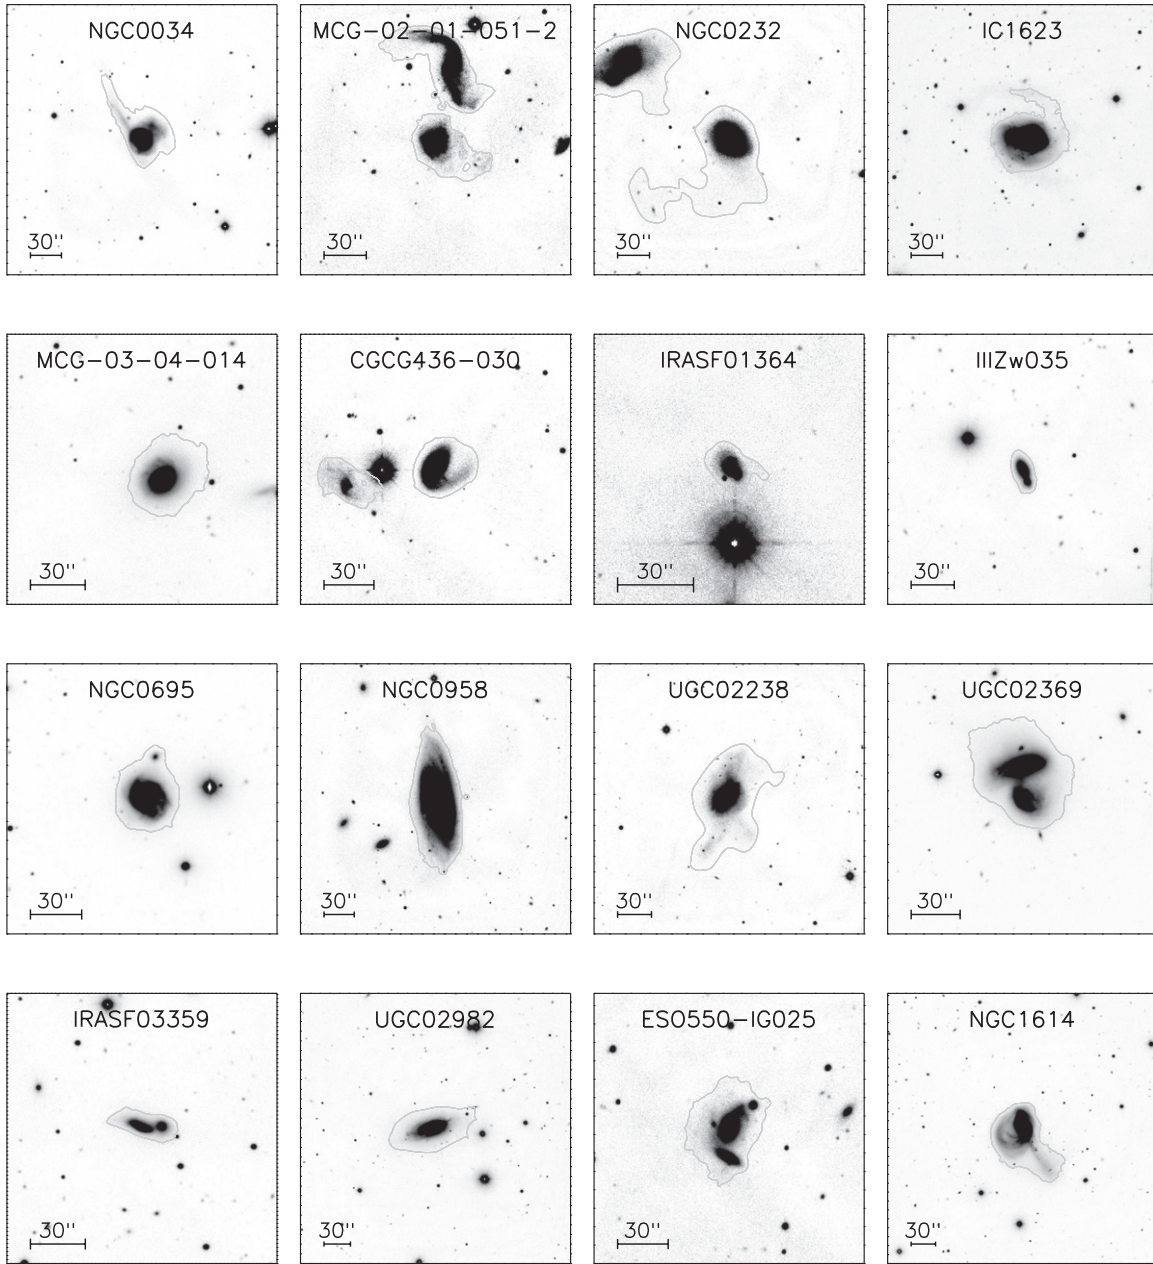 NGC0034
30''
MCG-02-01-051-2
30''
NGC0232
30''
IC1623
30''
MCG-03-04-014
30''
CGCG436-030
30''
IRASF01364
30''
IIIZw035
30''
NGC0695
30''
NGC0958
30''
UGC02238
30''
UGC02369
30''
IRASF03359
30''
UGC02982
30''
ESO550-IG025
30''
NGC1614
30''